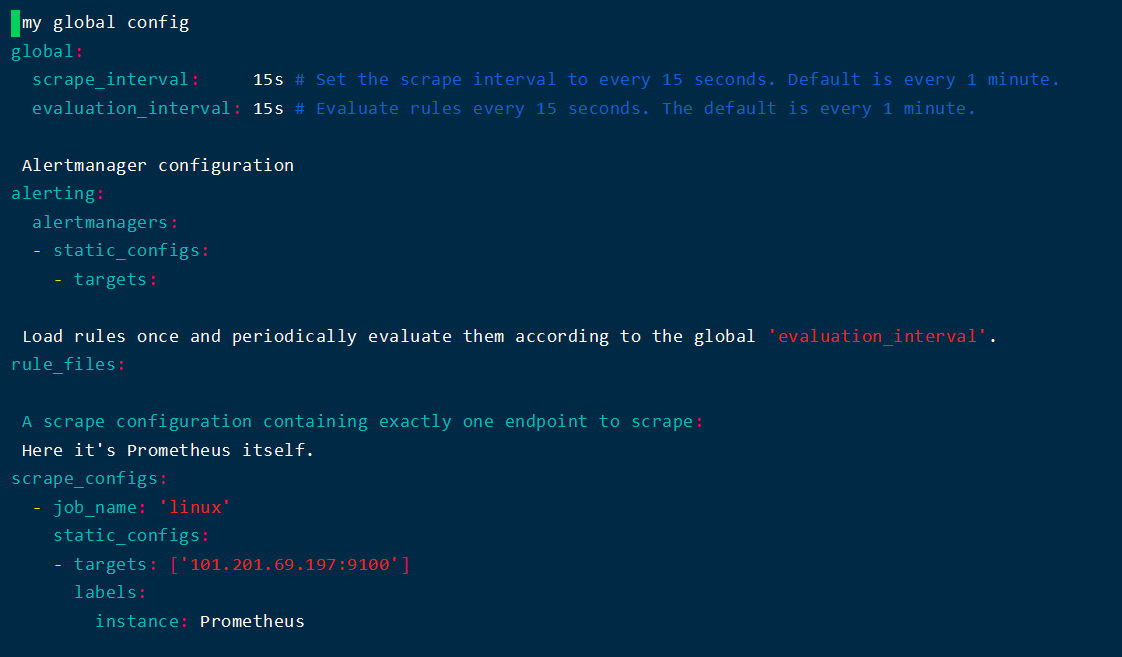 my global config
global:
  scrape_interval:     15s # Set the scrape interval to every 15 seconds. Default is every 1 minute.
  evaluation_interval: 15s # Evaluate rules every 15 seconds. The default is every 1 minute.

 Alertmanager configuration
alerting:
  alertmanagers:
  - static_configs:
    - targets:

 Load rules once and periodically evaluate them according to the global 'evaluation_interval'.
rule_files:

 A scrape configuration containing exactly one endpoint to scrape:
 Here it's Prometheus itself.
scrape_configs:
  - job_name: 'linux'
    static_configs:
    - targets: ['101.201.69.197:9100']
      labels:
        instance: Prometheus